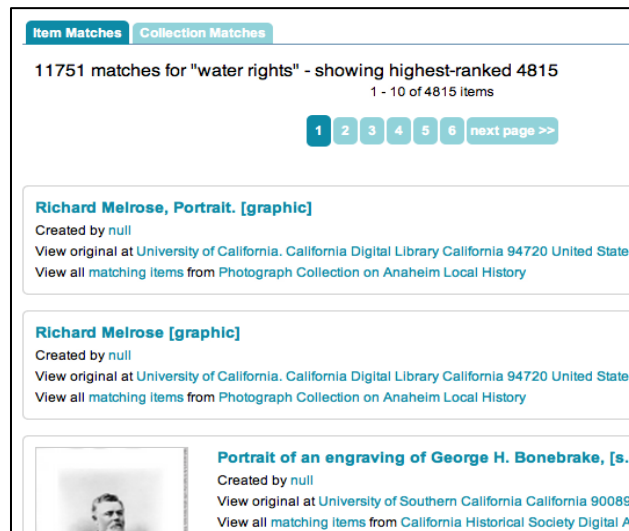 Item Matches Collection Matches
11751 matches for "water rights" - showing highest-ranked 4815
1 - 10 of 4815 items
1 2 3 4 5 6 next page >>
Richard Melrose, Portrait. [graphic]
Created by null
View original at University of California. California Digital Library California 94720 United State
View all matching items from Photograph Collection on Anaheim Local History
Richard Melrose [graphic]
Created by null
View original at University of California. California Digital Library California 94720 United State
View all matching items from Photograph Collection on Anaheim Local History
Portrait of an engraving of George H. Bonebrake, [s.
Created by null
View original at University of Southern California California 90089
View all matching items from California Historical Society Digital A